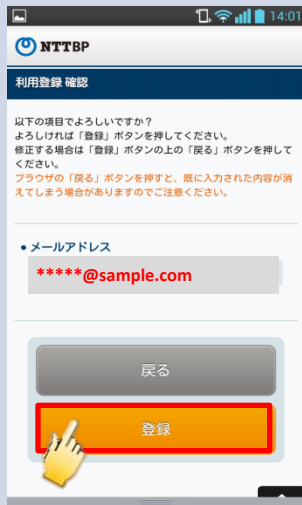 14:01
NTTBP
利用登録 確認
以下の項目でよろしいですか？
よろしければ「登録」ボタンを押してください。
修正する場合は「登録」ボタンの上の「戻る」ボタンを押して
ください。
ブラウザの「戻る」ボタンを押すと、既に入力された内容が消
えてしまう場合がありますのでご注意ください。
• メールアドレス
*****@sample.com
戻る
登録